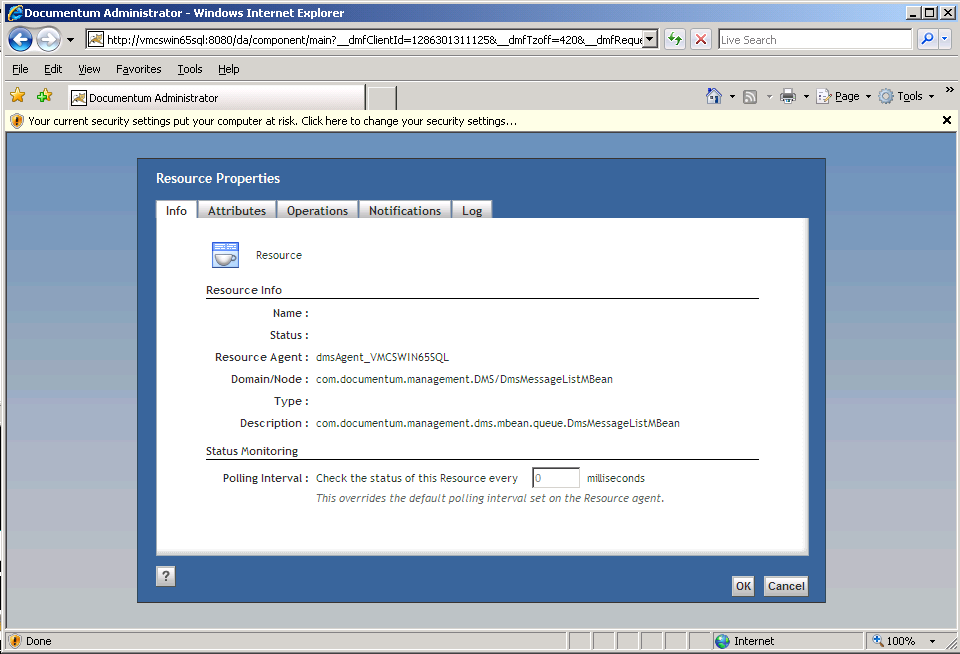 Documentum Administrator - Windows Internet Explorer
http://vmcswin65sql:8080/da/component/main?__dmfClientId=1286301311125&__dmfTzoff=420&__dmfReque
Live Search
File Edit View Favorites Tools Help
Documentum Administrator
Page Tools
Your current security settings put your computer at risk. Click here to change your security settings...
Resource Properties
Info Attributes Operations Notifications Log
Resource
Resource Info
Name :
Status :
Resource Agent : dmsAgent_VMCSWIN65SQL
Domain/Node : com.documentum.management.DMS/DmsMessageListMBean
Type :
Description : com.documentum.management.dms.mbean.queue.DmsMessageListMBean
Status Monitoring
Polling Interval : Check the status of this Resource every 0 milliseconds
This overrides the default polling interval set on the Resource agent.
?
OK Cancel
Done Internet 100%